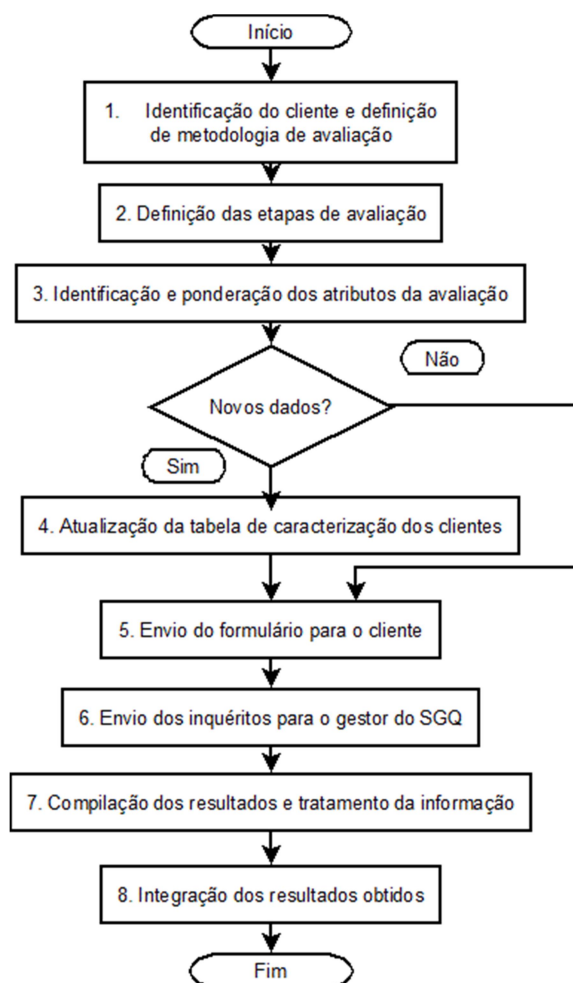 Início
1. Identificação do cliente e definição
de metodologia de avaliação
2. Definição das etapas de avaliação
3. Identificação e ponderação dos atributos da avaliação
Não
Novos dados?
Sim
4. Atualização da tabela de caracterização dos clientes
5. Envio do formulário para o cliente
6. Envio dos inquéritos para o gestor do SGQ
7. Compilação dos resultados e tratamento da informação
8. Integração dos resultados obtidos
Fim